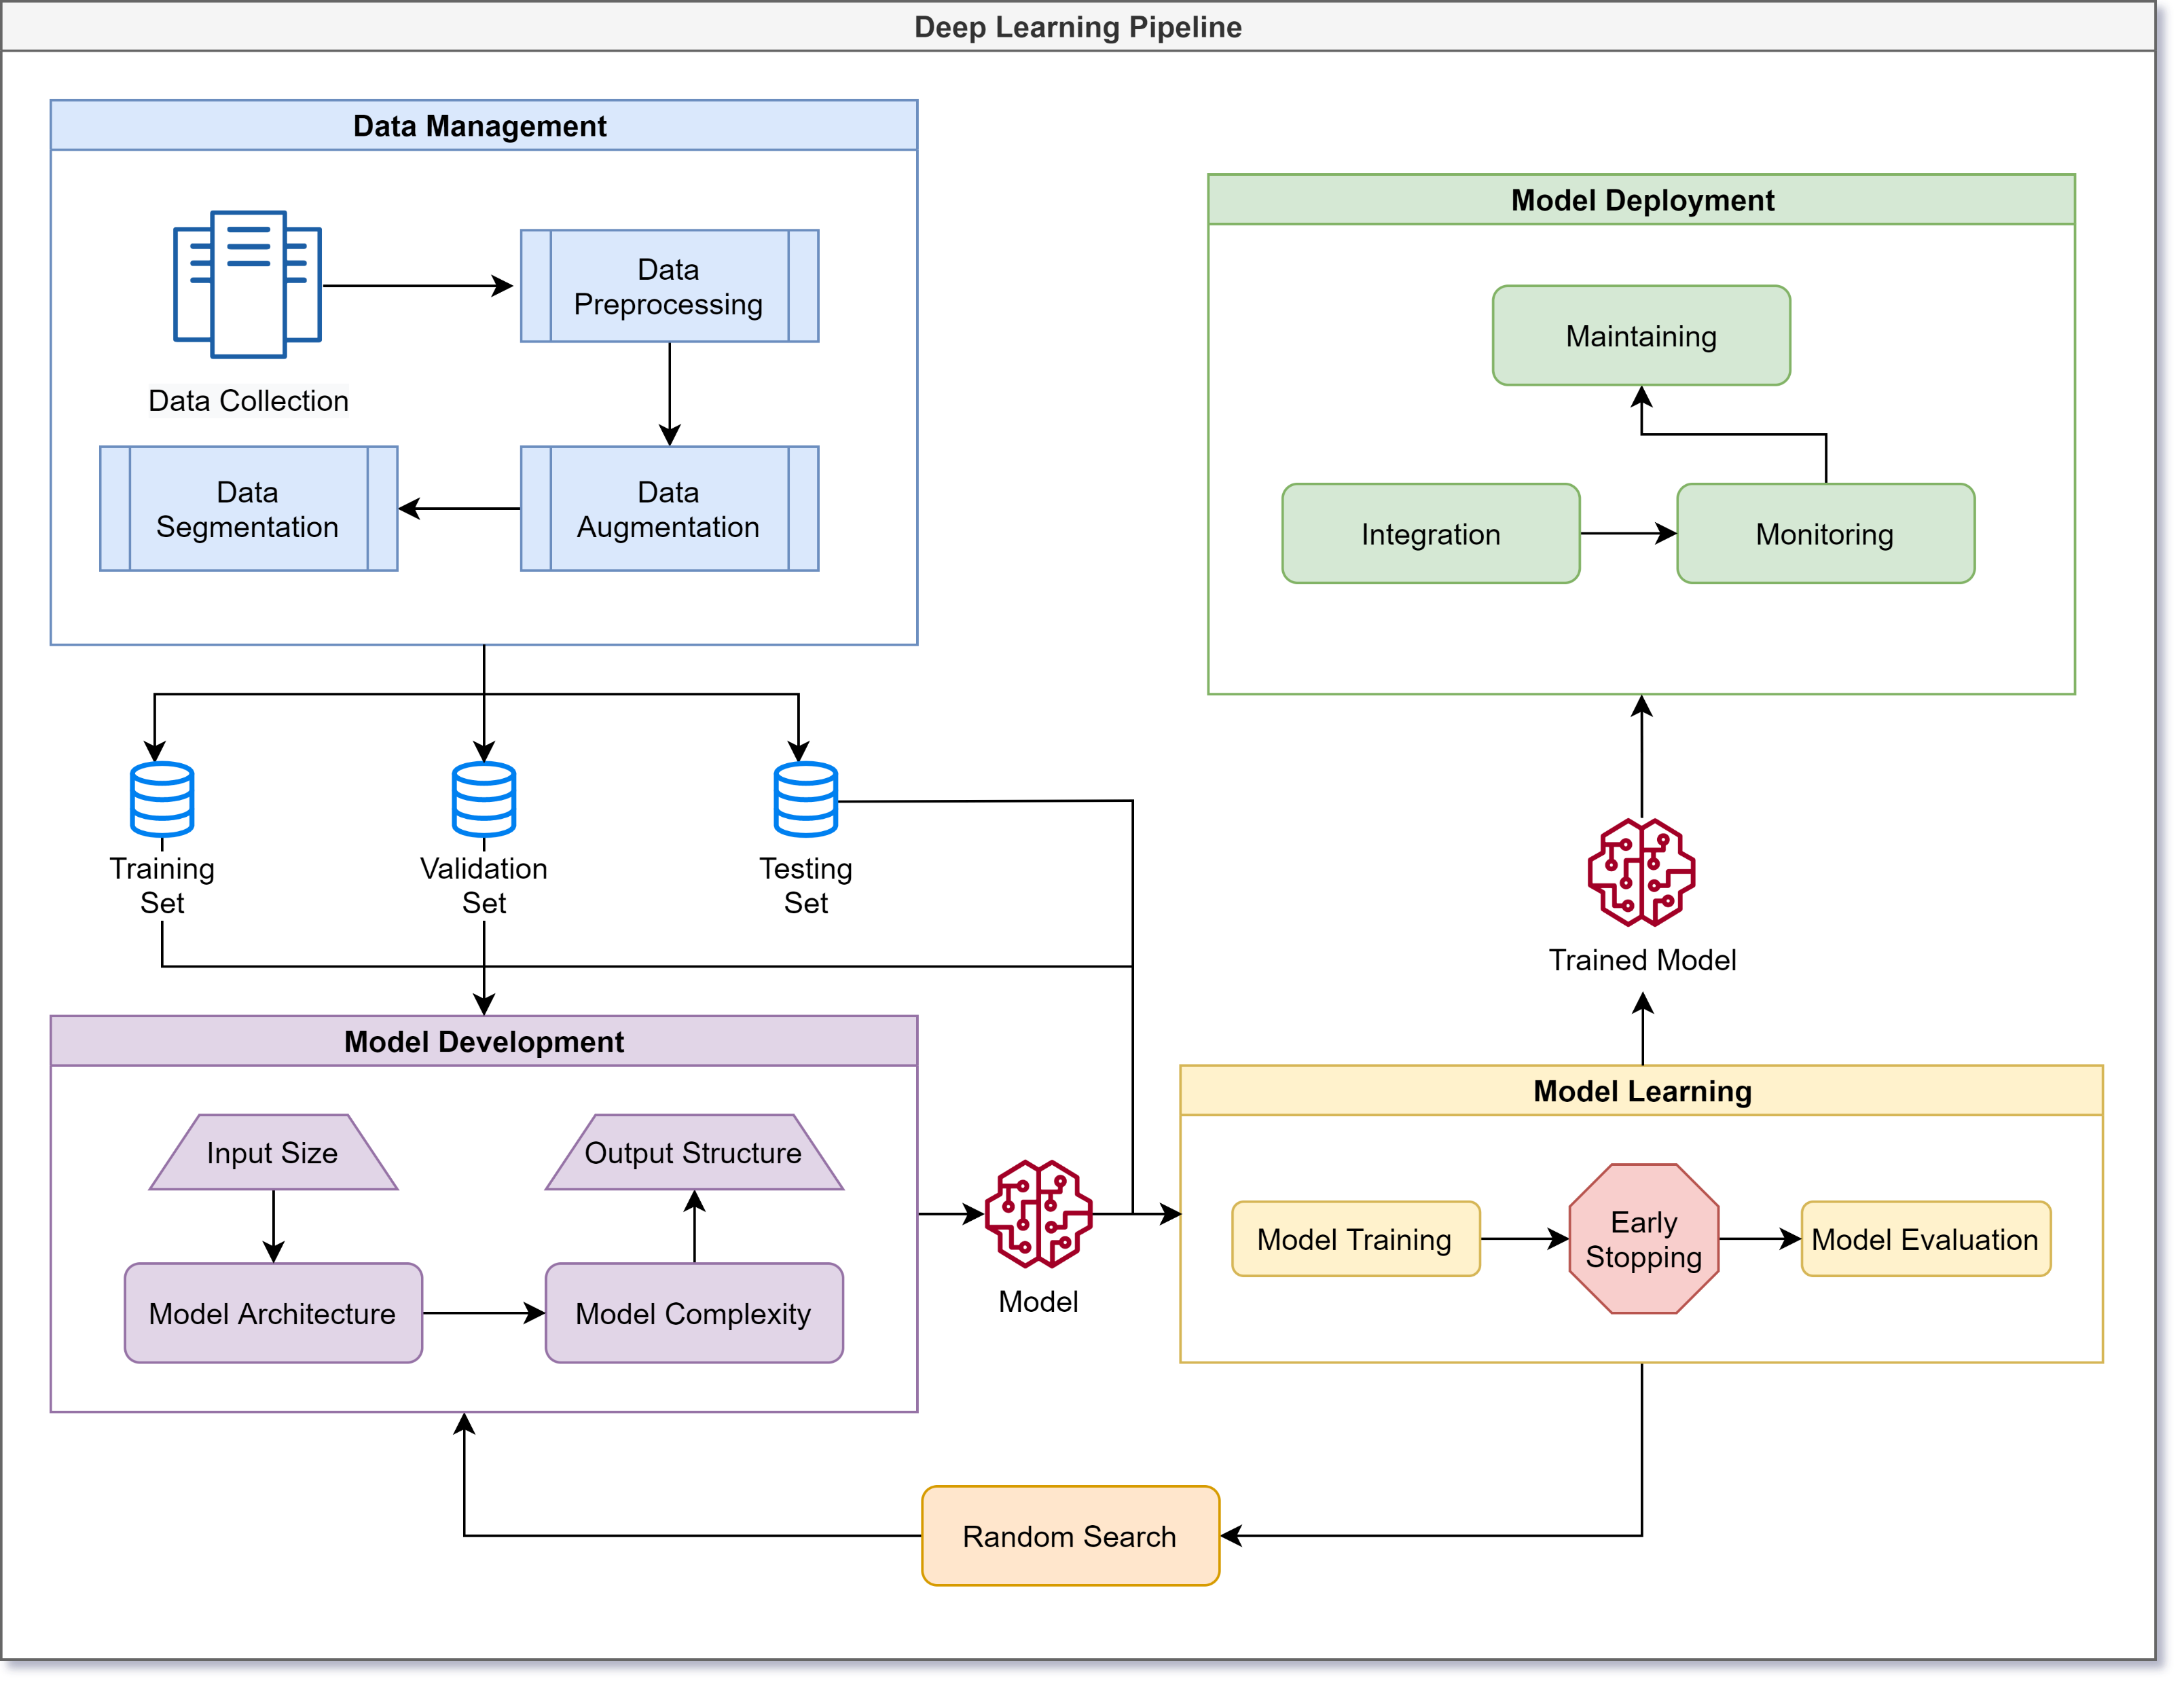 Deep Learning Pipeline
Data Management
Data Collection
Data
Preprocessing
Data
Segmentation
Data
Augmentation
Training
Set
Validation
Set
Testing
Set
Model Development
Input Size
Output Structure
Model Architecture
Model Complexity
Model
Model Deployment
Maintaining
Integration
Monitoring
Trained Model
Model Learning
Model Training
Early
Stopping
Model Evaluation
Random Search